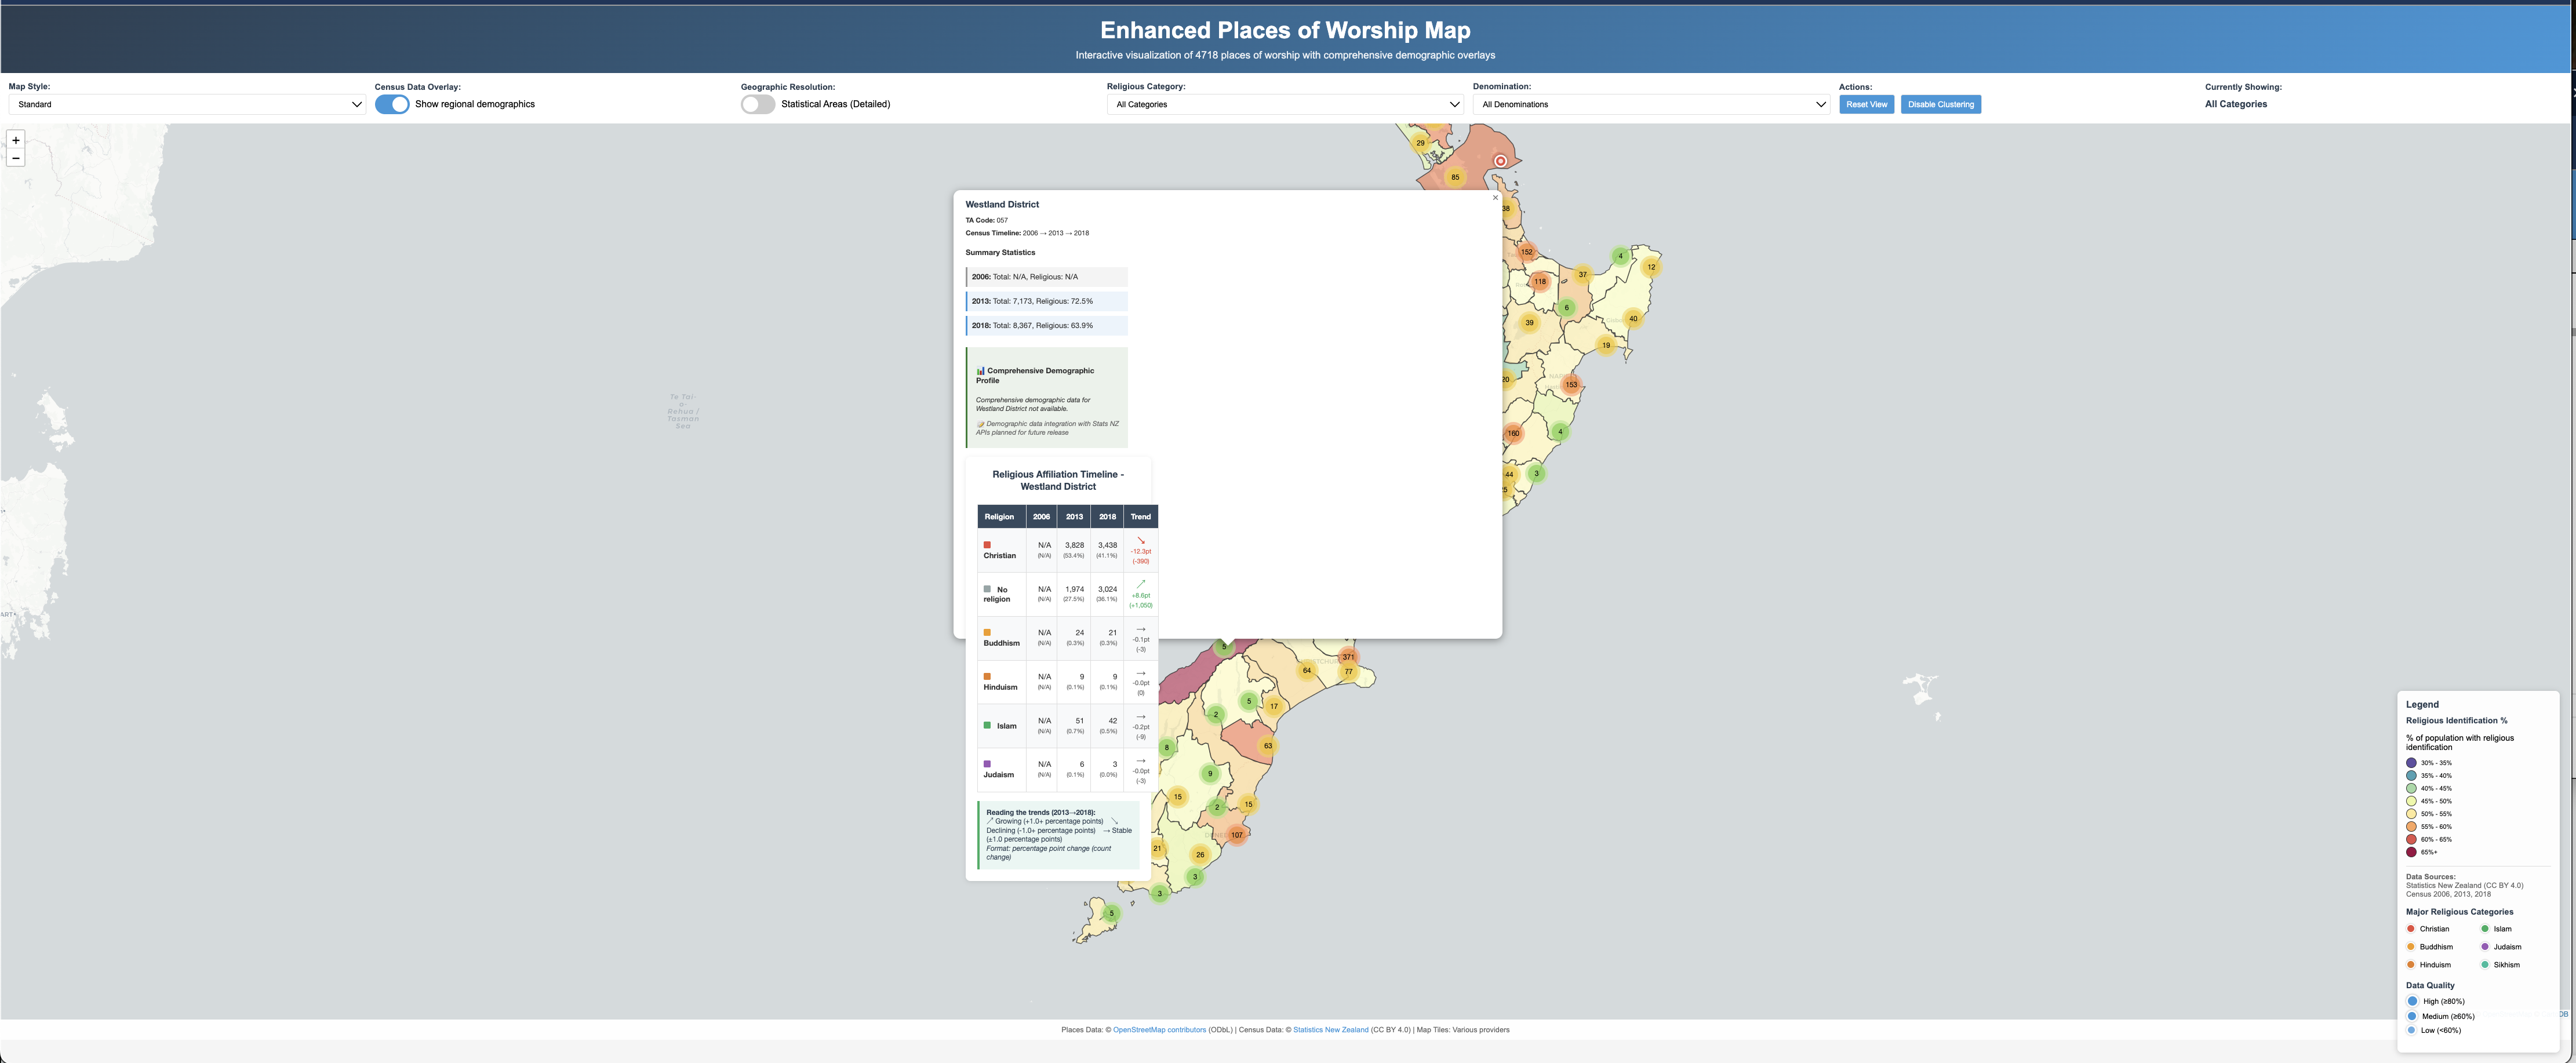 Enhanced Places of Worship Map
Interactive visualization of 4718 places of worship with comprehensive demographic overlays
Map Style:
Standard
Census Data Overlay:
Show regional demographics
Geographic Resolution:
Statistical Areas (Detailed)
Religious Category:
All Categories
Denomination:
All Denominations
Actions:
Reset View
Disable Clustering
Currently Showing:
All Categories
+
−
29
85
38
152
118
37
4
12
6
39
40
19
20
153
160
4
44
3
Te Tai-
o-
Rehua /
Tasman
Sea
×
Westland District
TA Code: 057
Census Timeline: 2006 → 2013 → 2018
Summary Statistics
2006: Total: N/A, Religious: N/A
2013: Total: 7,173, Religious: 72.5%
2018: Total: 8,367, Religious: 63.9%
📊 Comprehensive Demographic
Profile
Comprehensive demographic data for
Westland District not available.
Demographic data integration with Stats NZ
APIs planned for future release
Religious Affiliation Timeline -
Westland District
Religion 2006 2013 2018 Trend
Christian N/A (N/A) 3,828 (53.4%) 3,438 (41.1%) ↘ -12.3pt (-390)
No religion N/A (N/A) 1,974 (27.5%) 3,024 (36.1%) ↗ +8.6pt (+1,050)
Buddhism N/A (N/A) 24 (0.3%) 21 (0.3%) → -0.1pt (-3)
Hinduism N/A (N/A) 9 (0.1%) 9 (0.1%) → -0.0pt (0)
Islam N/A (N/A) 51 (0.7%) 42 (0.5%) → -0.2pt (-9)
Judaism N/A (N/A) 6 (0.1%) 3 (0.0%) → -0.0pt (-3)
Reading the trends (2013→2018):
↗ Growing (+1.0+ percentage points) ↘
Declining (-1.0+ percentage points) → Stable
(±1.0 percentage points)
Format: percentage point change (count
change)
5
371
64
77
5
2
17
8
63
9
15
2
15
107
21
26
3
3
5
Legend
Religious Identification %
% of population with religious
identification
30% - 35%
35% - 40%
40% - 45%
45% - 50%
50% - 55%
55% - 60%
60% - 65%
65%+
Data Sources:
Statistics New Zealand (CC BY 4.0)
Census 2006, 2013, 2018
Major Religious Categories
Christian
Islam
Buddhism
Judaism
Hinduism
Sikhism
Data Quality
High (≥80%)
Medium (≥60%)
Low (<60%)
Places Data: © OpenStreetMap contributors (ODbL) | Census Data: © Statistics New Zealand (CC BY 4.0) | Map Tiles: Various providers